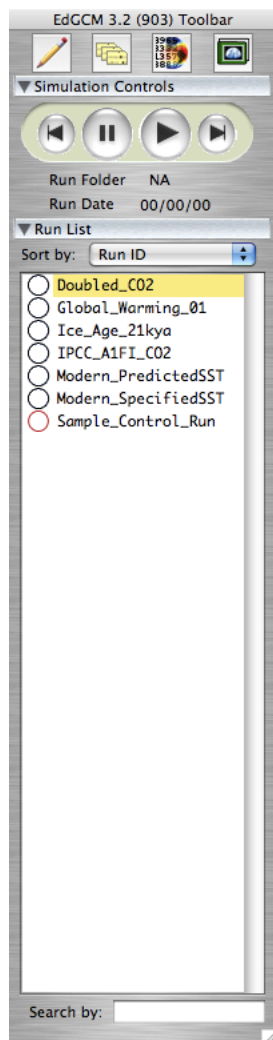 EdGCM 3.2 (903) Toolbar
Simulation Controls
Run Folder NA
Run Date 00/00/00
Run List
Sort by: Run ID
Doubled_CO2
Global_Warming_01
Ice_Age_21kya
IPCC_A1FI_CO2
Modern_PredictedSST
Modern_SpecifiedSST
Sample_Control_Run
Search by: